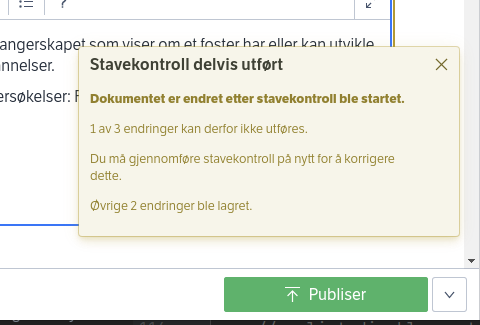 angerskapet som viser om et foster har eller kan utvikle
nnelser.
ersøkelser: F
Stavekontroll delvis utført
Dokumentet er endret etter stavekontroll ble startet.
1 av 3 endringer kan derfor ikke utføres.
Du må gjennomføre stavekontroll på nytt for å korrigere
dette.
Øvrige 2 endringer ble lagret.
Publiser